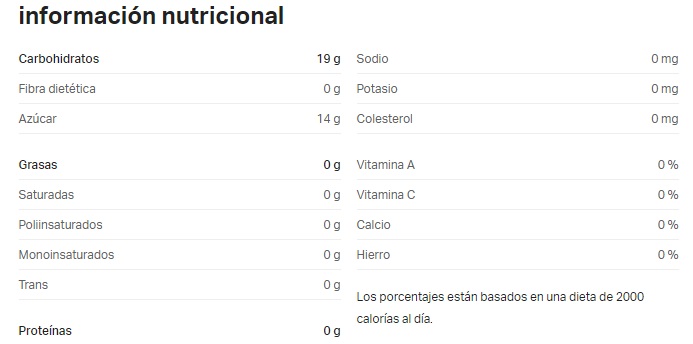 información nutricional
Carbohidratos 19 g
Fibra dietética 0 g
Azúcar 14 g
Grasas 0 g
Saturadas 0 g
Poliinsaturados 0 g
Monoinsaturados 0 g
Trans 0 g
Proteínas 0 g
Sodio 0 mg
Potasio 0 mg
Colesterol 0 mg
Vitamina A 0 %
Vitamina C 0 %
Calcio 0 %
Hierro 0 %
Los porcentajes están basados en una dieta de 2000
calorías al día.